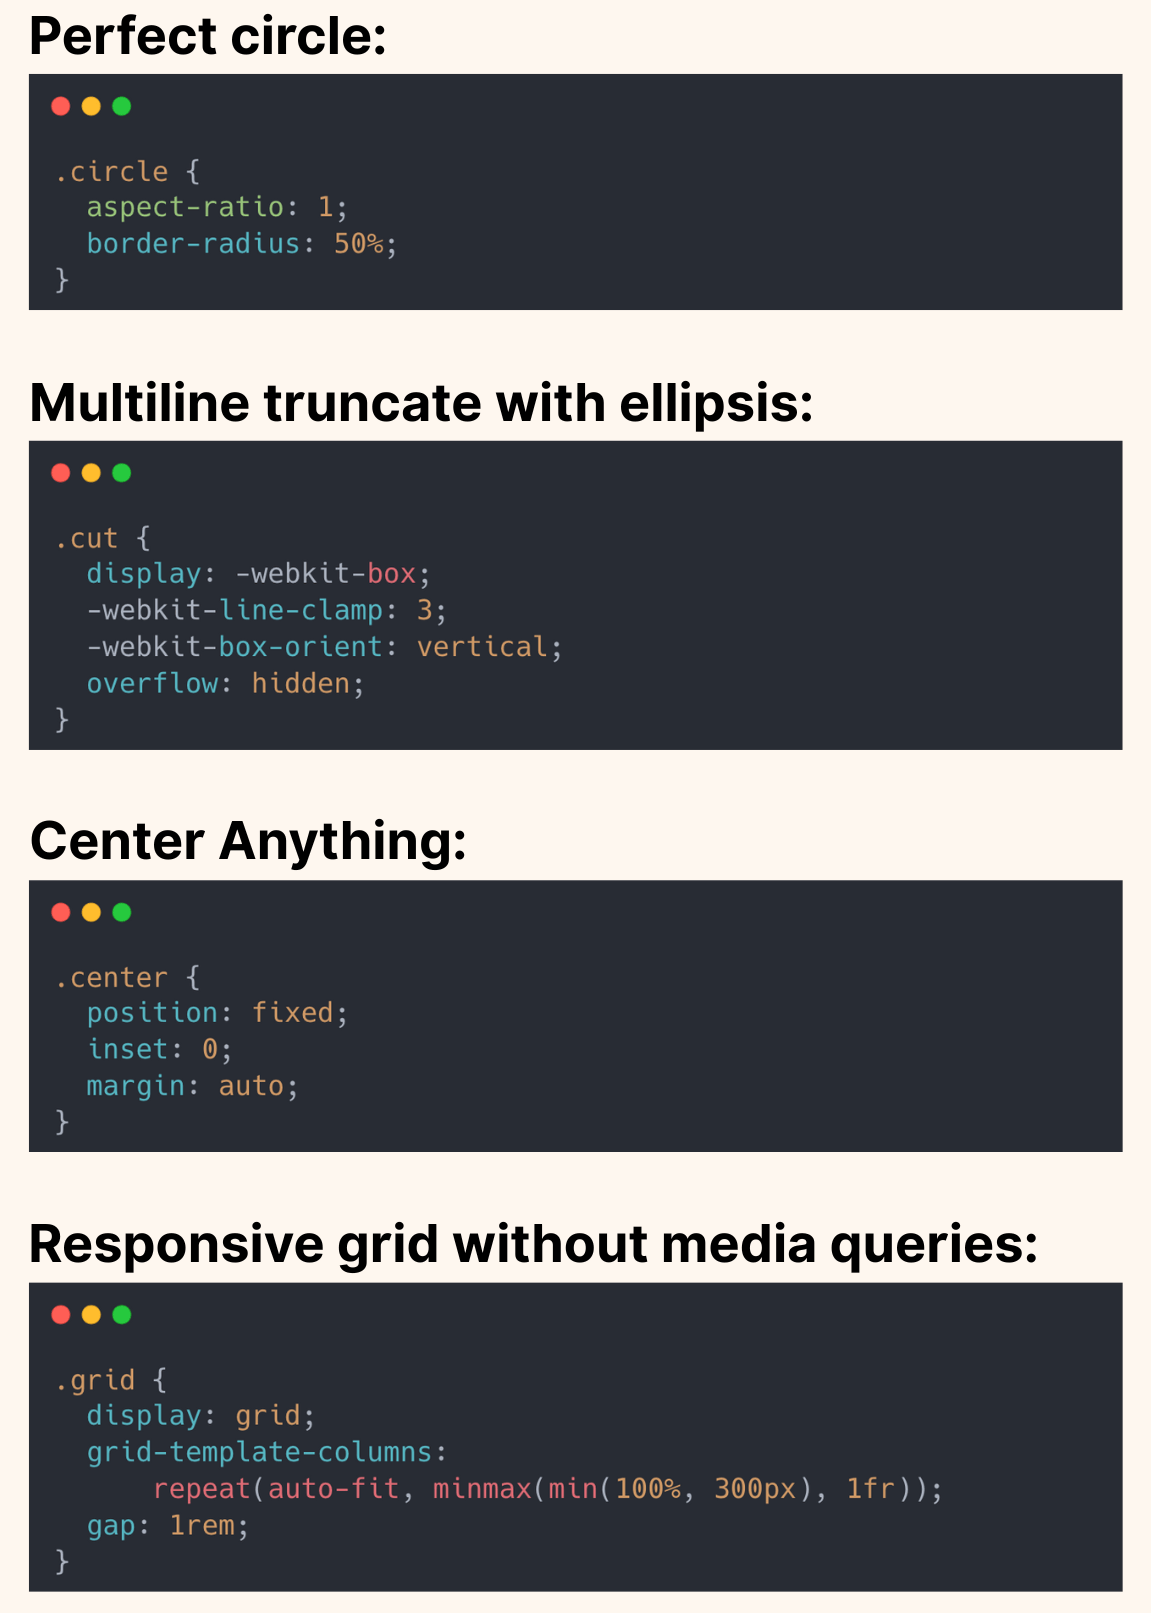 Perfect circle:
.circle {
  aspect-ratio: 1;
  border-radius: 50%;
}
Multiline truncate with ellipsis:
.cut {
  display: -webkit-box;
  -webkit-line-clamp: 3;
  -webkit-box-orient: vertical;
  overflow: hidden;
}
Center Anything:
.center {
  position: fixed;
  inset: 0;
  margin: auto;
}
Responsive grid without media queries:
.grid {
  display: grid;
  grid-template-columns:
      repeat(auto-fit, minmax(min(100%, 300px), 1fr));
  gap: 1rem;
}